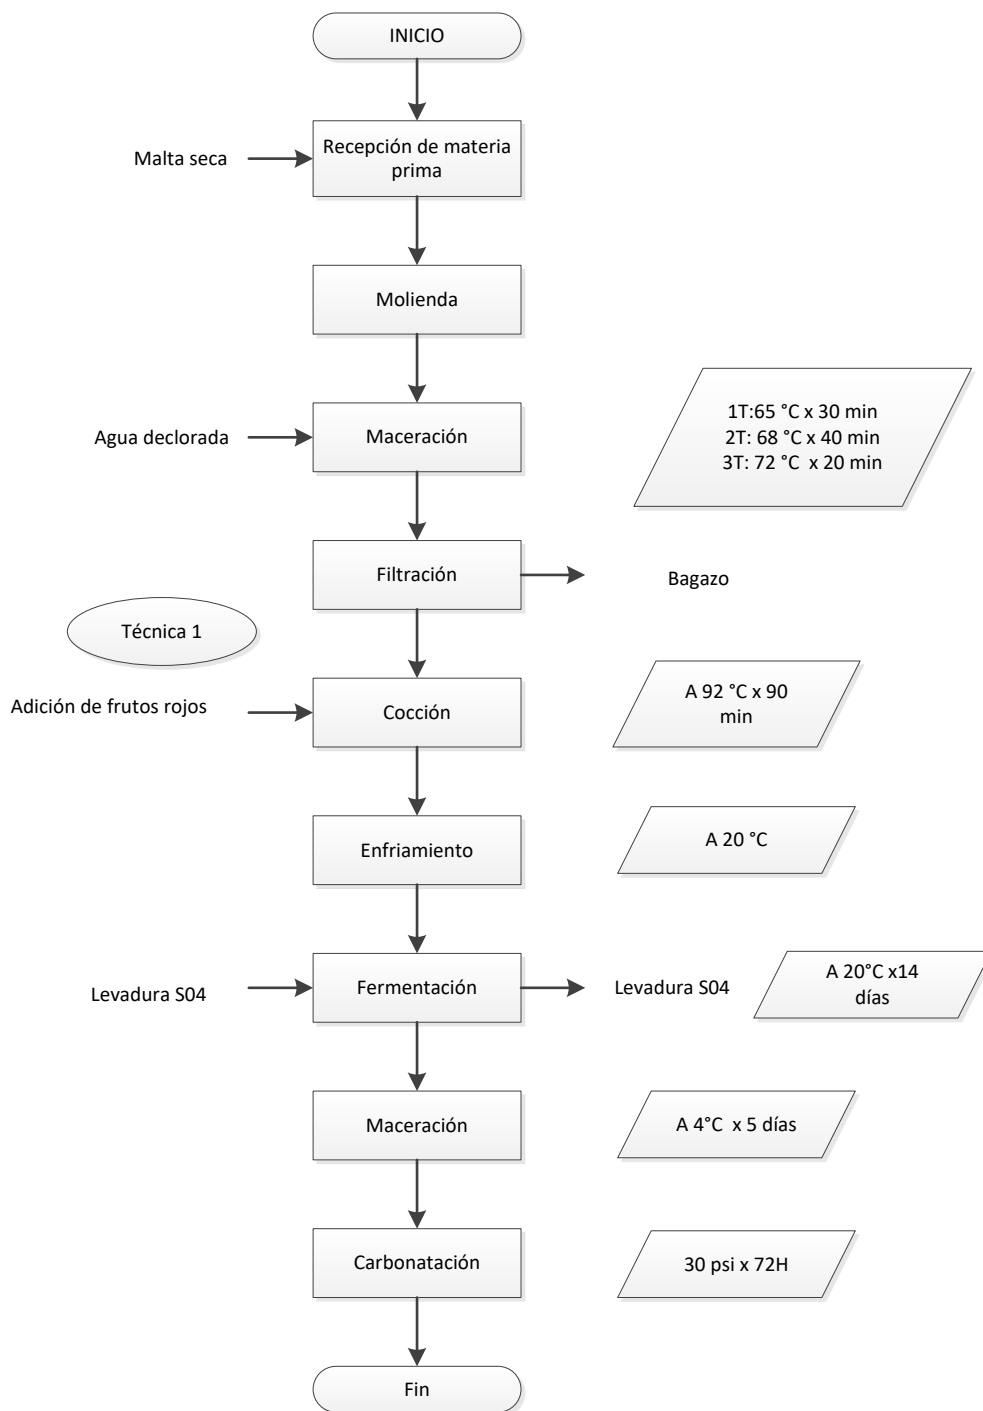 INICIO
Malta seca
Recepción de materia
prima
Molienda
Agua declorada
Maceración
1T:65 °C x 30 min
2T: 68 °C x 40 min
3T: 72 °C  x 20 min
Filtración
Bagazo
Técnica 1
Adición de frutos rojos
Cocción
A 92 °C x 90
min
Enfriamiento
A 20 °C
Levadura S04
Fermentación
Levadura S04
A 20°C x14
días
Maceración
A 4°C  x 5 días
Carbonatación
30 psi x 72H
Fin